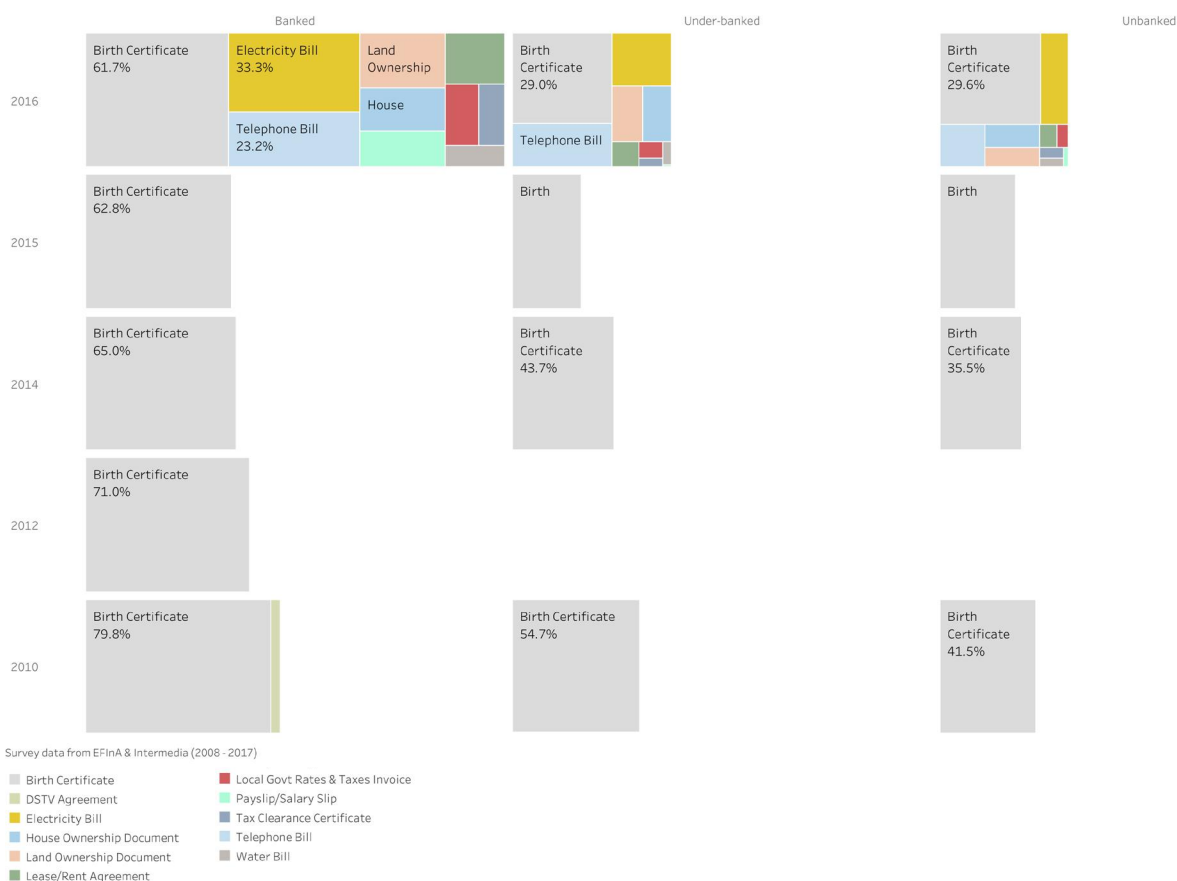 Banked
Under-banked
Unbanked
2016
Birth Certificate
61.7%
Electricity Bill
33.3%
Telephone Bill
23.2%
Land
Ownership
House
Birth
Certificate
29.0%
Telephone Bill
Birth
Certificate
29.6%
2015
Birth Certificate
62.8%
Birth
Birth
2014
Birth Certificate
65.0%
Birth
Certificate
43.7%
Birth
Certificate
35.5%
2012
Birth Certificate
71.0%
2010
Birth Certificate
79.8%
Birth Certificate
54.7%
Birth
Certificate
41.5%
Survey data from EFInA & Intermedia (2008 - 2017)
Birth Certificate
DSTV Agreement
Electricity Bill
House Ownership Document
Land Ownership Document
Lease/Rent Agreement
Local Govt Rates & Taxes Invoice
Payslip/Salary Slip
Tax Clearance Certificate
Telephone Bill
Water Bill